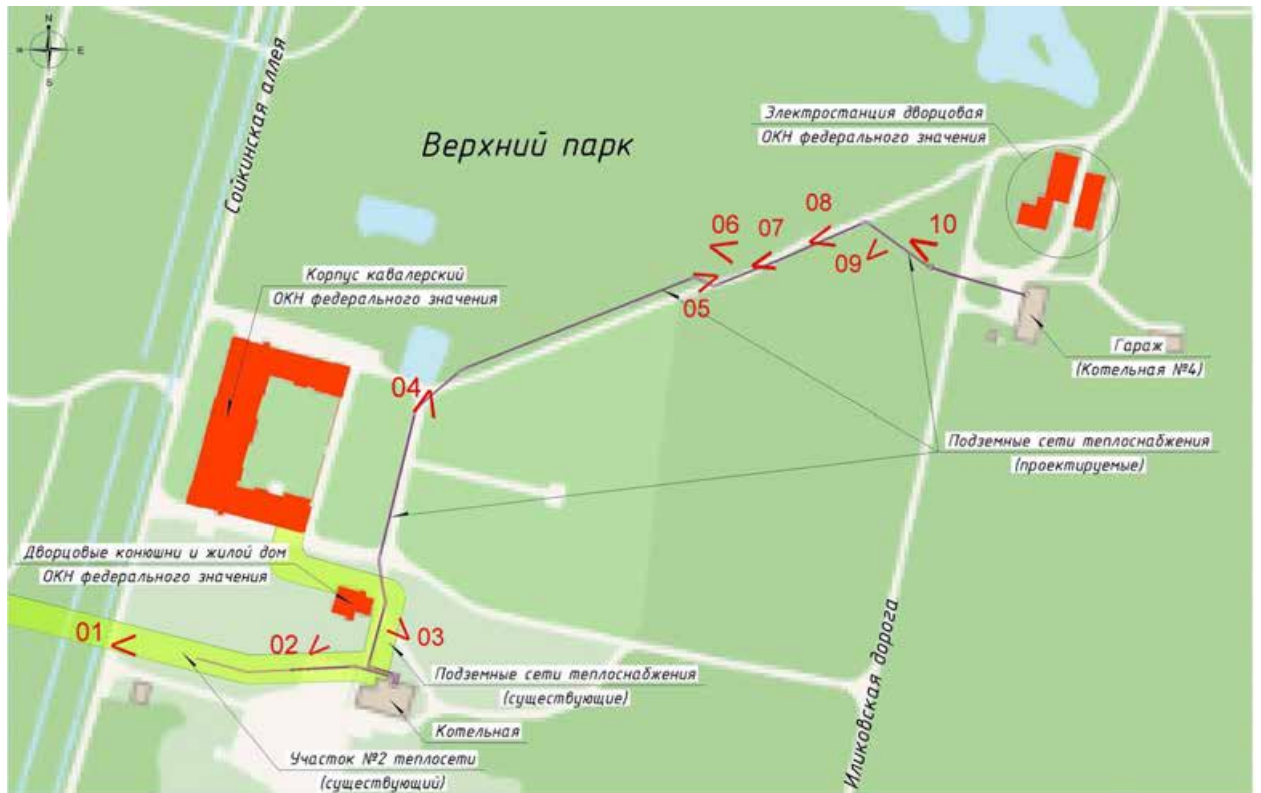 N
E
Сойкинская аллея
Верхний парк
Электростанция дворцовая
ОКН федерального значения
08
10
06
07
09
05
Корпус кавалерский
ОКН федерального значения
Гараж
(Котельная №4)
04
Подземные сети теплоснабжения
(проектируемые)
Дворцовые конюшни и жилой дом
ОКН федерального значения
01
02
03
Подземные сети теплоснабжения
(существующие)
Котельная
Участок №2 теплосети
(существующий)
Иликовская дорога